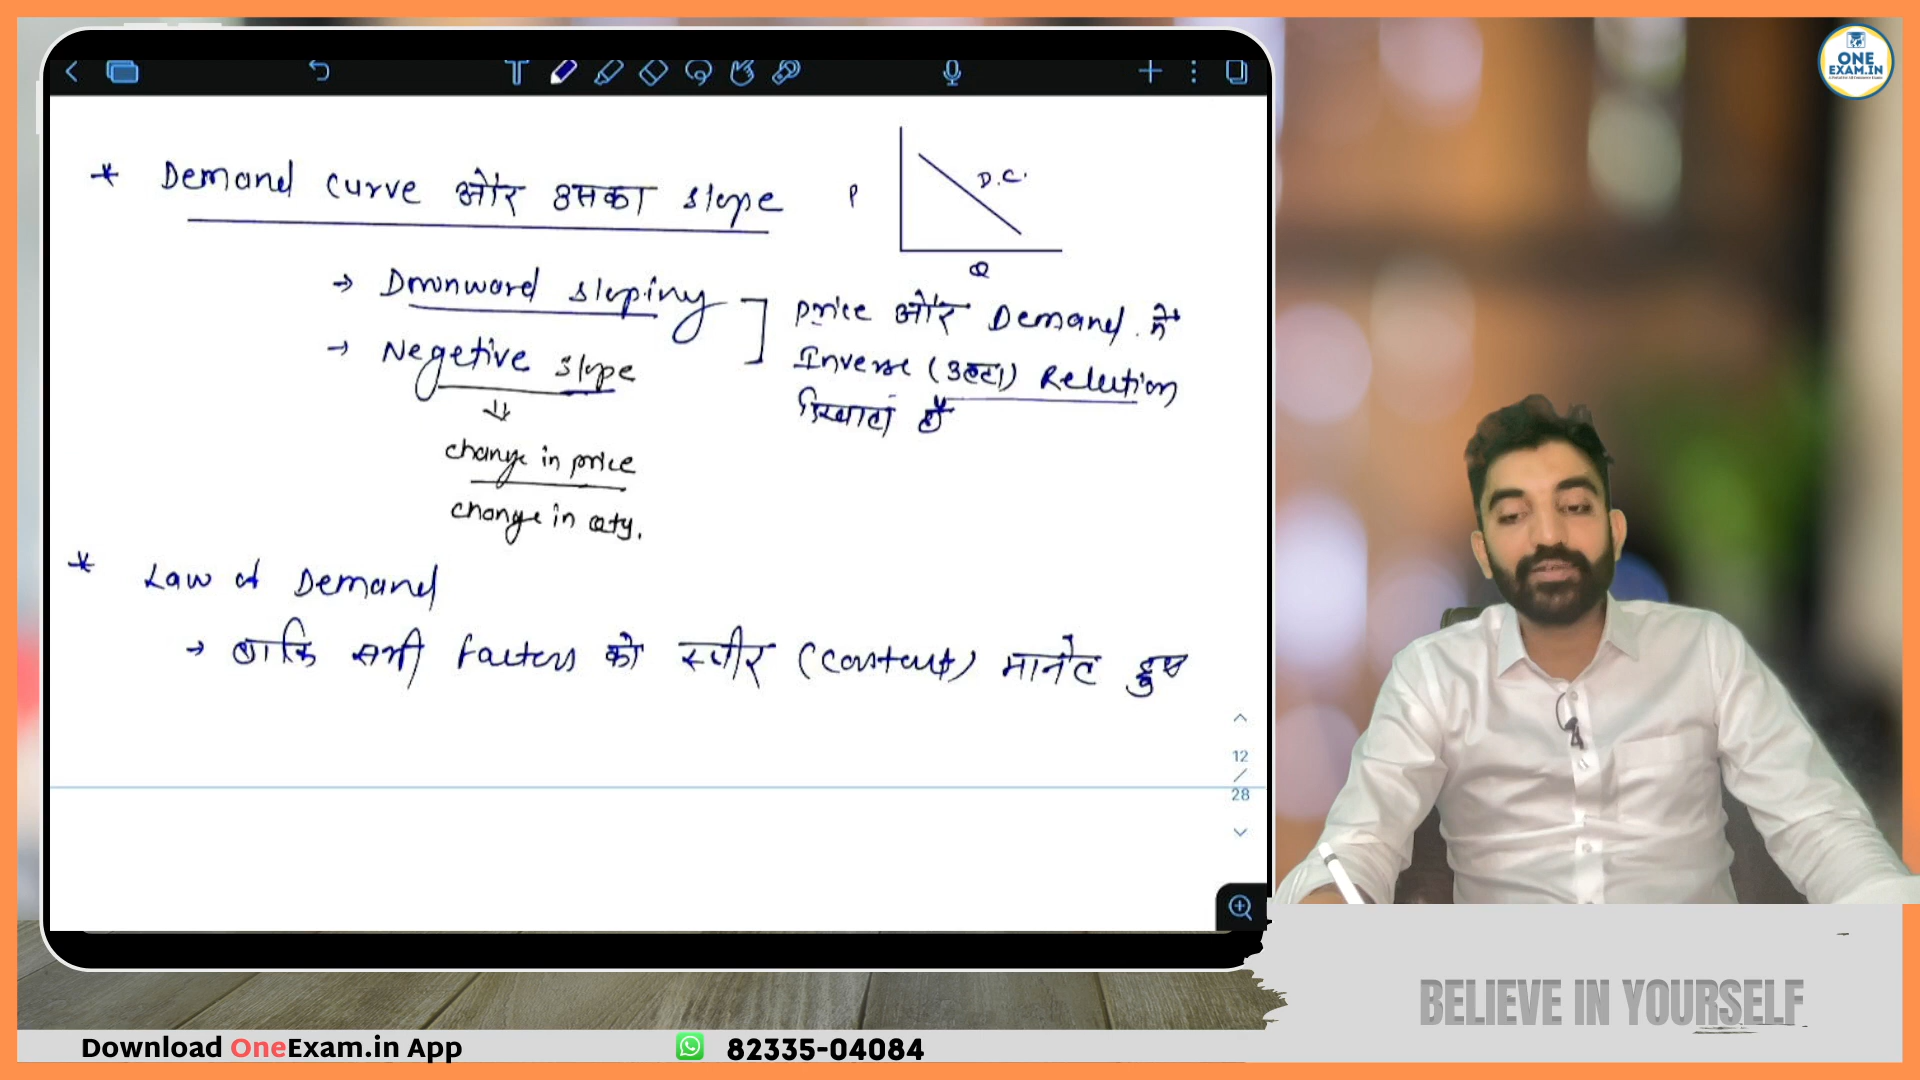 ONE
EXAM.IN
* Demand curve और उसका slope
P
D.C.
Q
→ Downward sloping
→ Negetive slope
price और Demand में
Inverse (उल्टा) Relation
दिखाता है
⇓
change in price
change in Qty.
* Law of Demand
→ बाकि सभी factors को स्थीर (constant) मानते हुए
12
/
28
BELIEVE IN YOURSELF
Download OneExam.in App
82335-04084